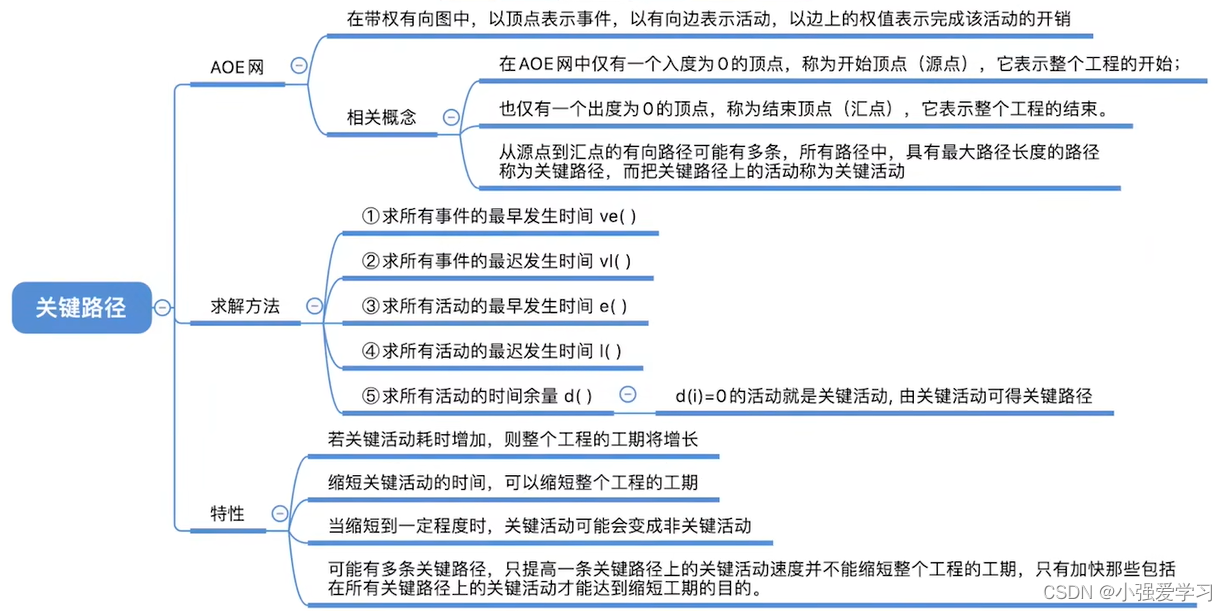 在带权有向图中，以顶点表示事件，以有向边表示活动，以边上的权值表示完成该活动的开销
AOE网
在AOE网中仅有一个入度为0的顶点，称为开始顶点（源点），它表示整个工程的开始；
相关概念
也仅有一个出度为0的顶点，称为结束顶点（汇点），它表示整个工程的结束。
从源点到汇点的有向路径可能有多条，所有路径中，具有最大路径长度的路径
称为关键路径，而把关键路径上的活动称为关键活动
关键路径
求解方法
①求所有事件的最早发生时间 ve( )
②求所有事件的最迟发生时间 vl( )
③求所有活动的最早发生时间 e( )
④求所有活动的最迟发生时间 l( )
⑤求所有活动的时间余量 d( )
d(i)=0的活动就是关键活动, 由关键活动可得关键路径
特性
若关键活动耗时增加，则整个工程的工期将增长
缩短关键活动的时间，可以缩短整个工程的工期
当缩短到一定程度时，关键活动可能会变成非关键活动
可能有多条关键路径，只提高一条关键路径上的关键活动速度并不能缩短整个工程的工期，只有加快那些包括
在所有关键路径上的关键活动才能达到缩短工期的目的。
CSDN @小强爱学习